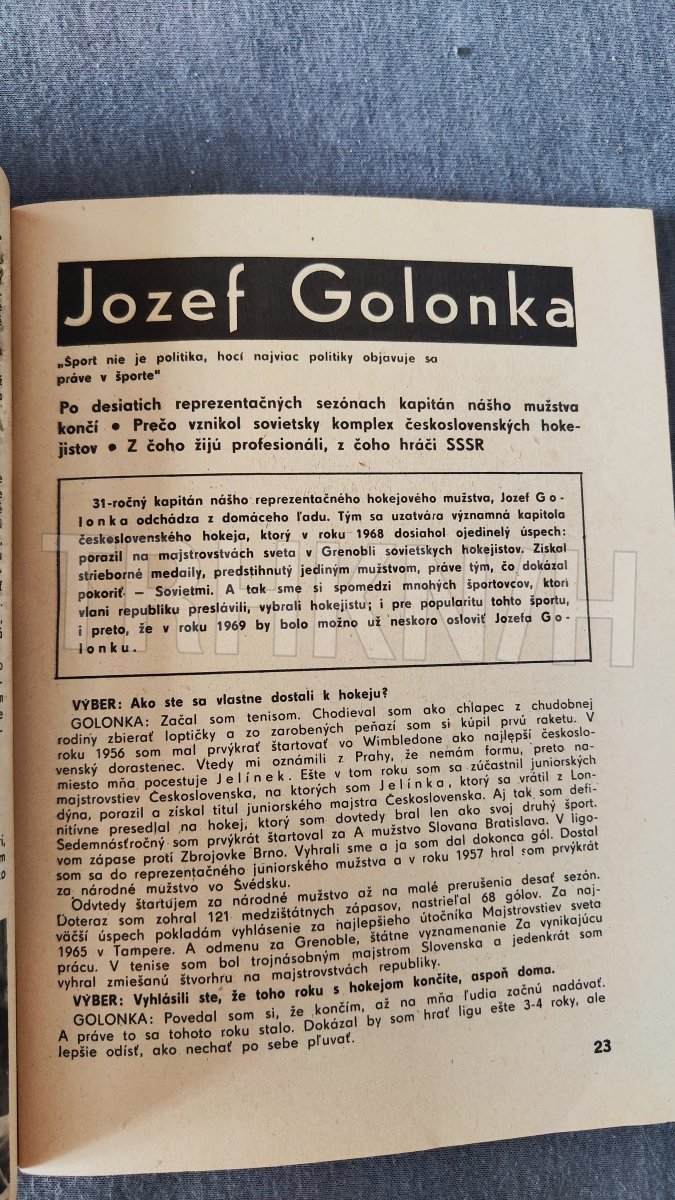 Jozef Golonka
„Šport nie je politika, hocí najviac politiky objavuje sa
práve v športe"
Po desiatich reprezentačných sezónach kapitán nášho mužstva
končí • Prečo vznikol sovietsky komplex československých hoke-
jistov • Z čoho žijú profesionáli, z čoho hráči SSSR
31-ročný kapitán nášho reprezentačného hokejového mužstva, Jozef Go-
lonka odchádza z domáceho ľadu. Tým sa uzatvára významná kapitola
československého hokeja, ktorý v roku 1968 dosiahol ojedinelý úspech:
porazil na majstrovstvách sveta v Grenobli sovietskych hokejistov. Získal
strieborné medaily, predstihnutý jediným mužstvom, práve tým, čo dokázal
pokoriť — Sovietmi. A tak sme si spomedzi mnohých športovcov, ktorí
vlani republiku preslávili, vybrali hokejistu; i pre popularitu tohto športu,
i preto, že v roku 1969 by bolo možno už neskoro osloviť Jozefa Go-
lonku.
VÝBER: Ako ste sa vlastne dostali k hokeju?
GOLONKA: Začal som tenisom. Chodieval som ako chlapec z chudobnej
rodiny zbierať loptičky a zo zarobených peňazí som si kúpil prvú raketu. V
roku 1956 som mal prvýkrát štartovať vo Wimbledone ako najlepší českoslo-
venský dorastenec. Vtedy mi oznámili z Prahy, že nemám formu, preto na-
miesto mňa pocestuje Jelínek. Ešte v tom roku som sa zúčastnil juniorských
majstrovstiev Československa, na ktorých som Jelínka, ktorý sa vrátil z Lon-
dýna, porazil a získal titul juniorského majstra Československa. Aj tak som defi-
nitívne presedlal na hokej, ktorý som dovtedy bral len ako svoj druhý šport.
Sedemnásťročný som prvýkrát štartoval za A mužstvo Slovana Bratislava. V ligo-
vom zápase proti Zbrojovke Brno. Vyhrali sme a ja som dal dokonca gól. Dostal
som sa do reprezentačného juniorského mužstva a v roku 1957 hral som prvýkrát
za národné mužstvo vo Švédsku.
Odvtedy štartujem za národné mužstvo až na malé prerušenia desať sezón.
Doteraz som zohral 121 medzištátnych zápasov, nastrieľal 68 gólov. Za naj-
väčší úspech pokladám vyhlásenie za najlepšieho útočníka Majstrovstiev sveta
1965 v Tampere. A odmenu za Grenoble, štátne vyznamenanie Za vynikajúcu
prácu. V tenise som bol trojnásobným majstrom Slovenska a jedenkrát som
vyhral zmiešanú štvorhru na majstrovstvách republiky.
VÝBER: Vyhlásili ste, že toho roku s hokejom končíte, aspoň doma.
GOLONKA: Povedal som si, že končím, až na mňa ľudia začnú nadávať.
A práve to sa tohoto roku stalo. Dokázal by som hrať ligu ešte 3-4 roky, ale
lepšie odísť, ako nechať po sebe pľuvať.
23